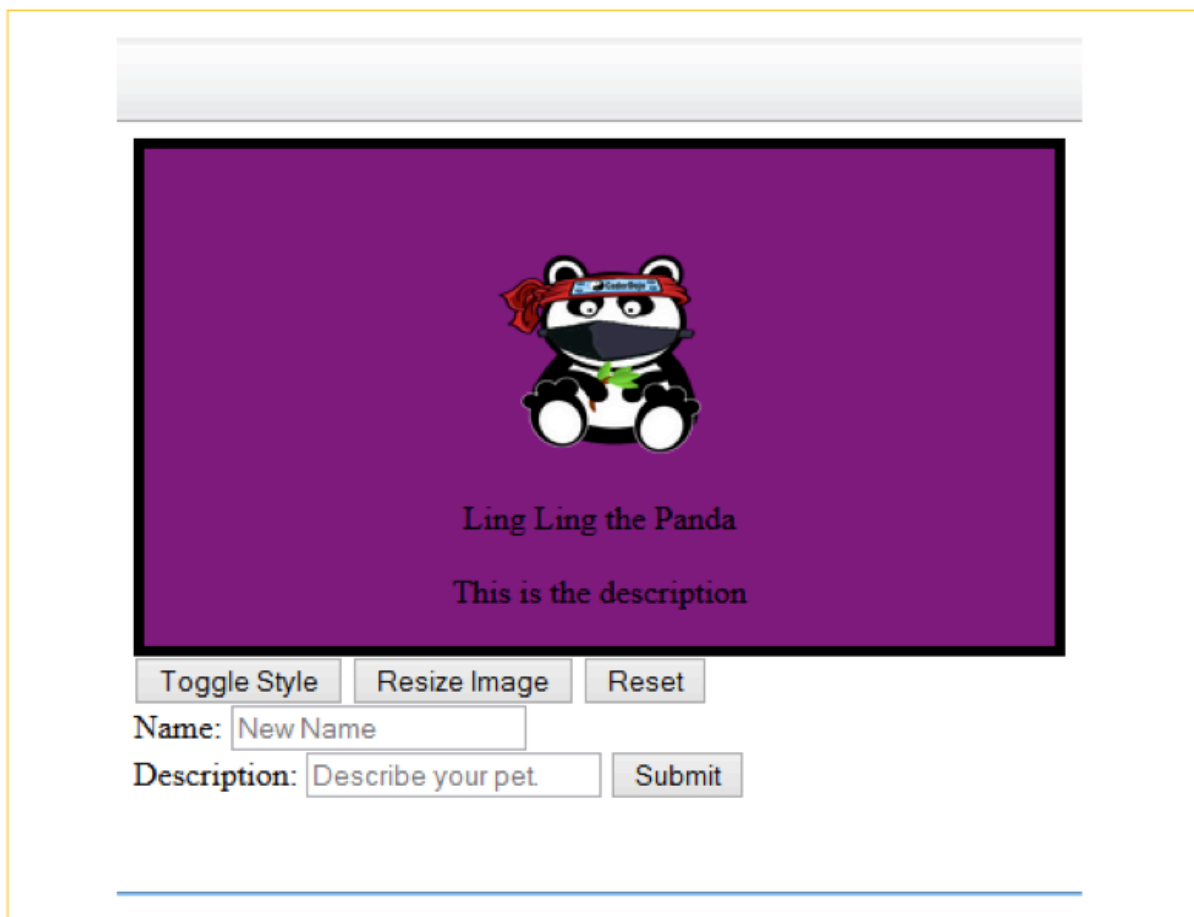 CoderDojo
Ling Ling the Panda
This is the description
Toggle Style Resize Image Reset
Name: New Name
Description: Describe your pet. Submit